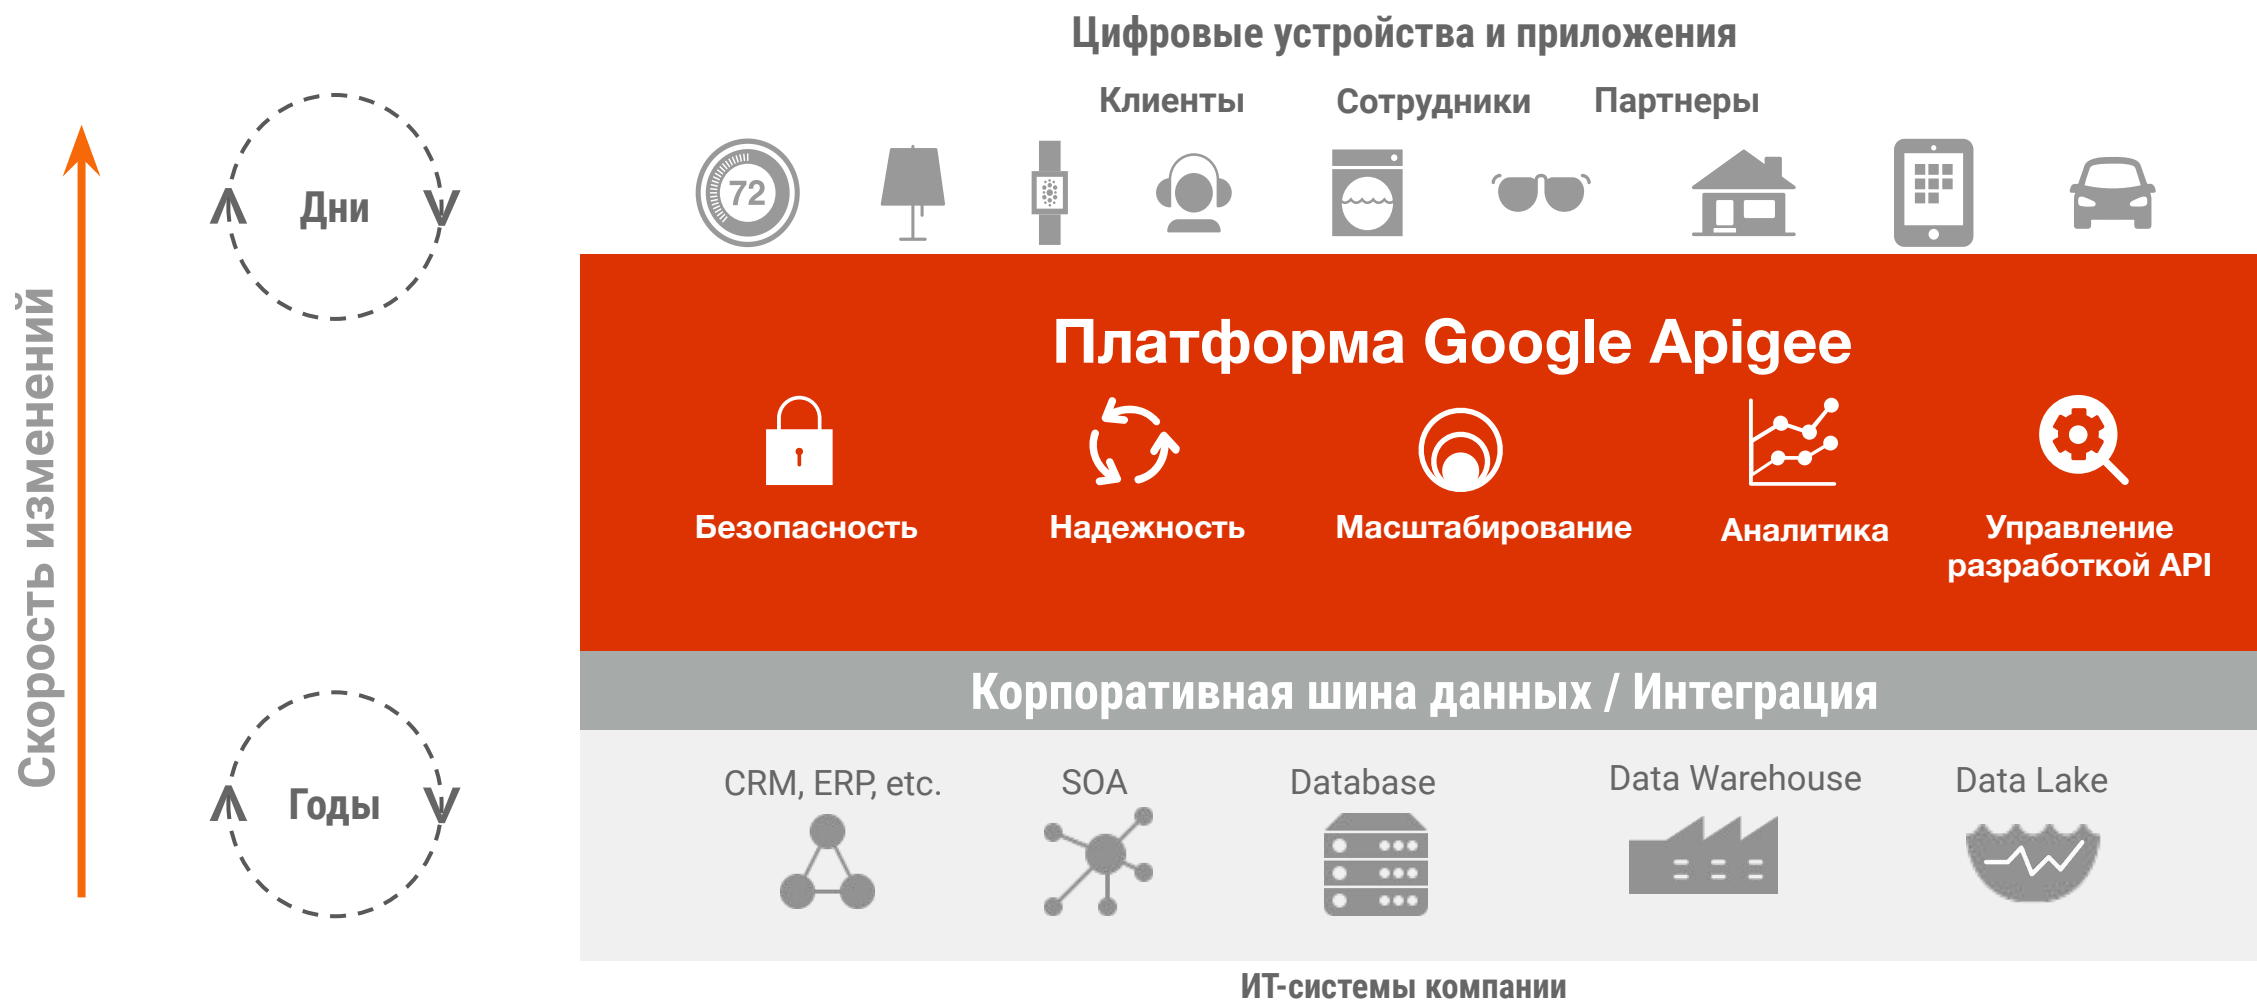 Цифровые устройства и приложения
Клиенты
Сотрудники
Партнеры
72
Дни
Скорость изменений
Платформа Google Apigee
Безопасность
Надежность
Масштабирование
Аналитика
Управление
разработкой API
Корпоративная шина данных / Интеграция
Годы
CRM, ERP, etc.
SOA
Database
Data Warehouse
Data Lake
ИТ-системы компании